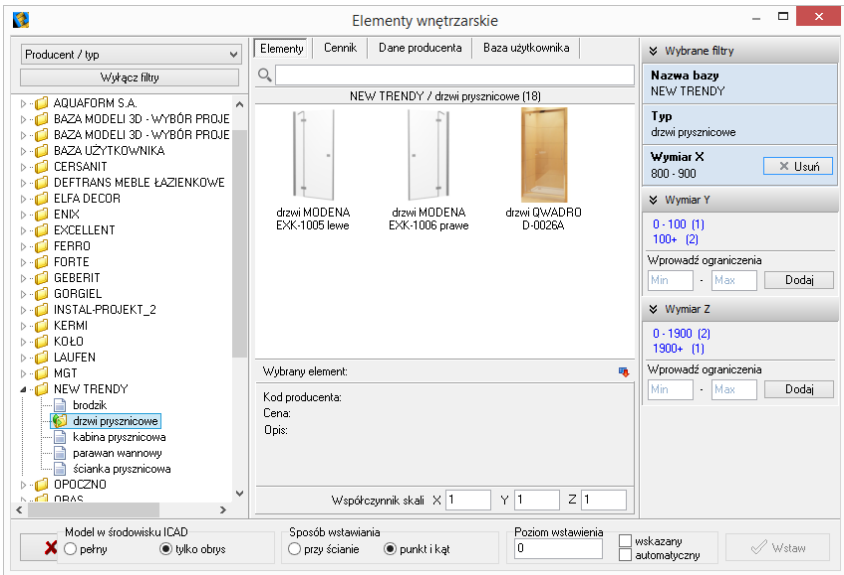 Elementy wnętrzarskie
Producent / typ
Wyłącz filtry
AQUAFORM S.A.
BAZA MODELI 3D - WYBÓR PROJE
BAZA MODELI 3D - WYBÓR PROJE
BAZA UŻYTKOWNIKA
CERSANIT
DEFTRANS MEBLE ŁAZIENKOWE
ELFA DECOR
ENIX
EXCELLENT
FERRO
FORTE
GEBERIT
GORGIEL
INSTAL-PROJEKT_2
KERMI
KOŁO
LAUFEN
MGT
NEW TRENDY
brodzik
drzwi prysznicowe
kabina prysznicowa
parawan wannowy
ścianka prysznicowa
OPOCZNO
ORAS
Elementy Cennik Dane producenta Baza użytkownika
NEW TRENDY / drzwi prysznicowe (18)
drzwi MODENA
EXK-1005 lewe
drzwi MODENA
EXK-1006 prawe
drzwi QWADRO
D-0026A
Wybrany element:
Kod producenta:
Cena:
Opis:
Współczynnik skali X 1 Y 1 Z 1
Wybrane filtry
Nazwa bazy
NEW TRENDY
Typ
drzwi prysznicowe
Wymiar X
800 - 900
Usuń
Wymiar Y
0 - 100 (1)
100+ (2)
Wprowadź ograniczenia
Min - Max Dodaj
Wymiar Z
0 - 1900 (2)
1900+ (1)
Wprowadź ograniczenia
Min - Max Dodaj
Model w środowisku ICAD
pełny tylko obrys
Sposób wstawiania
przy ścianie punkt i kąt
Poziom wstawienia
0
wskazany
automatyczny
Wstaw